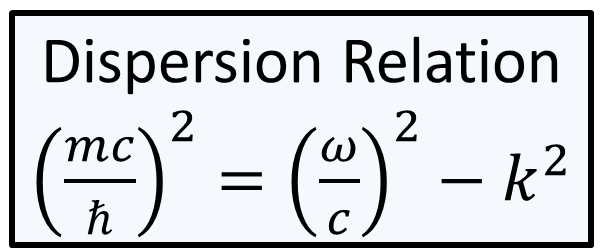 Dispersion Relation
(mc/ħ)² = (ω/c)² − k²